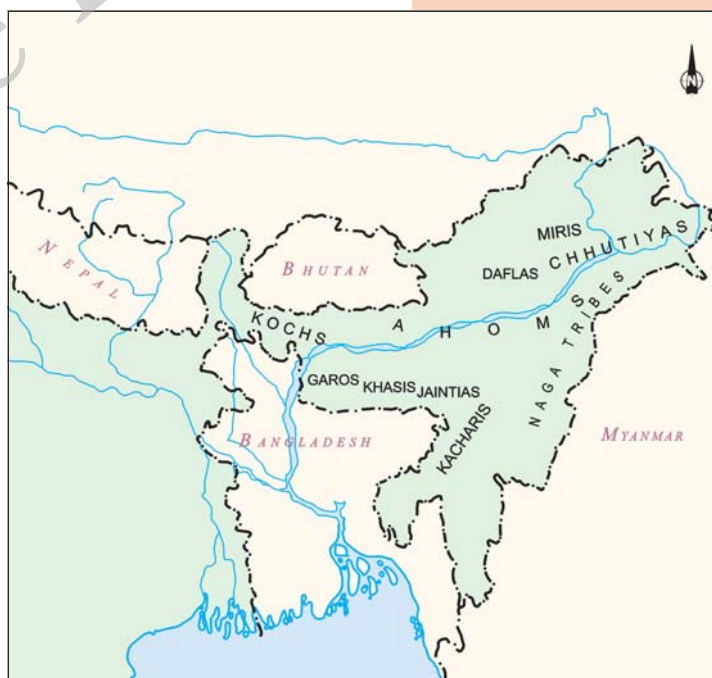 N
MIRIS
CHHUTIYAS
DAFLAS
NEPAL
BHUTAN
KOCHS
AHOMS
NAGA TRIBES
GAROS
KHASIS
JAINTIAS
KACHARIS
BANGLADESH
MYANMAR